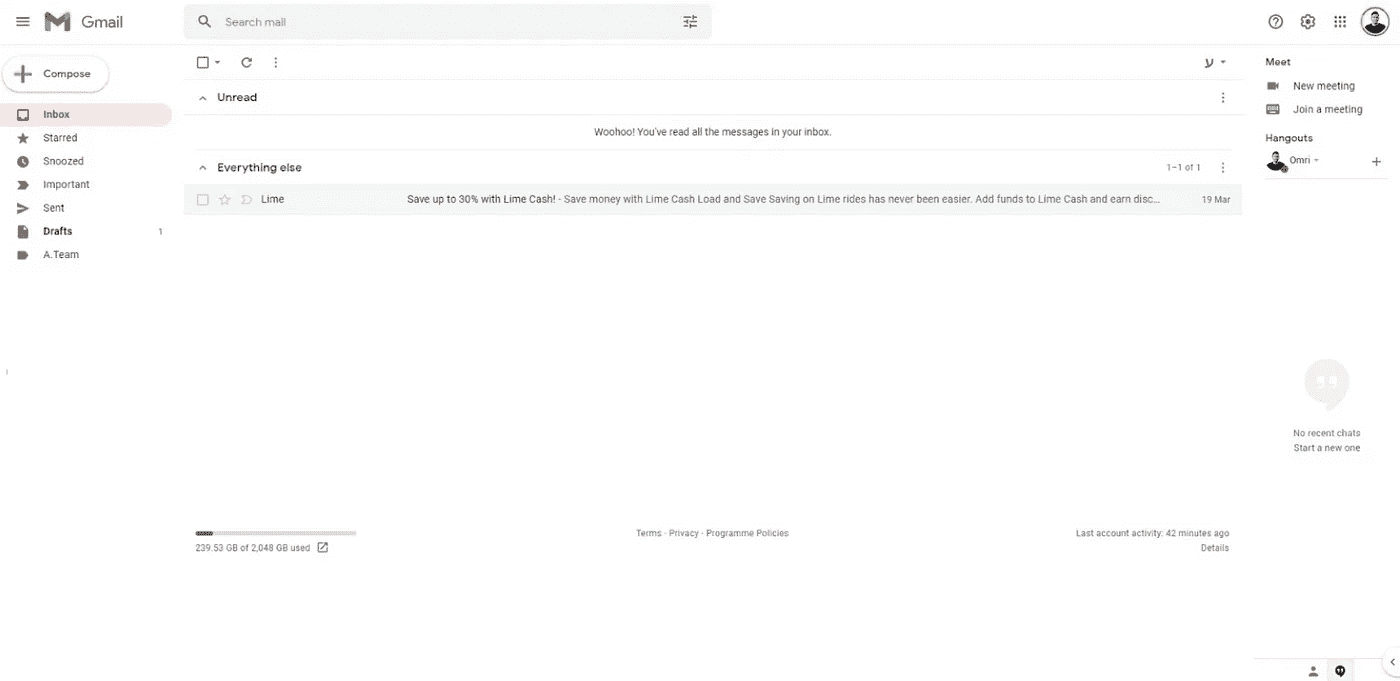 Gmail
Search mail
Compose
Inbox
Starred
Snoozed
Important
Sent
Drafts 1
A.Team
Unread
Woohoo! You've read all the messages in your inbox.
Everything else 1–1 of 1
Lime Save up to 30% with Lime Cash! - Save money with Lime Cash Load and Save Saving on Lime rides has never been easier. Add funds to Lime Cash and earn disc... 19 Mar
239.53 GB of 2,048 GB used
Terms · Privacy · Programme Policies
Last account activity: 42 minutes ago
Details
Meet
New meeting
Join a meeting
Hangouts
Omri
No recent chats
Start a new one